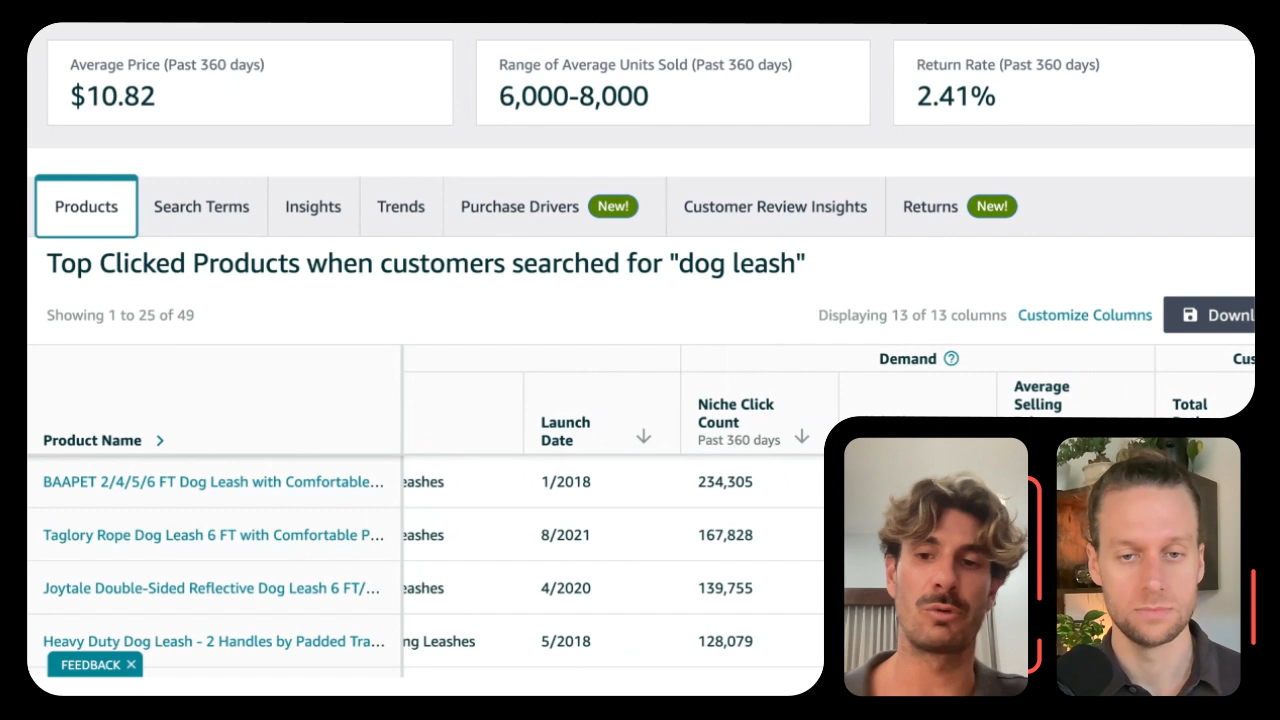 Average Price (Past 360 days)
$10.82
Range of Average Units Sold (Past 360 days)
6,000-8,000
Return Rate (Past 360 days)
2.41%
Products
Search Terms
Insights
Trends
Purchase Drivers New!
Customer Review Insights
Returns New!
Top Clicked Products when customers searched for "dog leash"
Showing 1 to 25 of 49
Displaying 13 of 13 columns Customize Columns Downl
Demand
Cus
Product Name
Launch
Date
Niche Click
Count
Past 360 days
Average
Selling
Total
BAAPET 2/4/5/6 FT Dog Leash with Comfortable... eashes 1/2018 234,305
Taglory Rope Dog Leash 6 FT with Comfortable P... eashes 8/2021 167,828
Joytale Double-Sided Reflective Dog Leash 6 FT/... eashes 4/2020 139,755
Heavy Duty Dog Leash - 2 Handles by Padded Tra... ng Leashes 5/2018 128,079
FEEDBACK